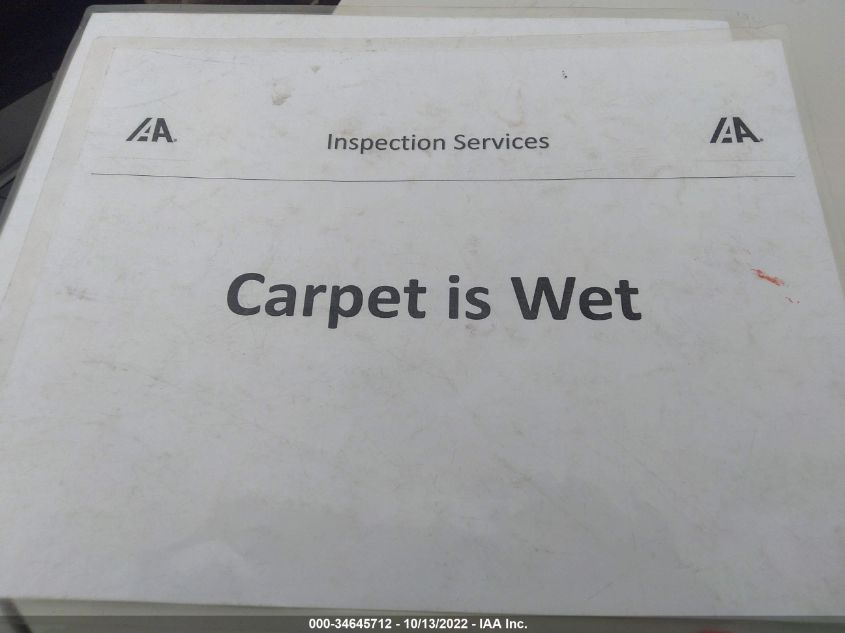 IAA Inspection Services IAA
Carpet is Wet
000-34645712 - 10/13/2022 - IAA Inc.